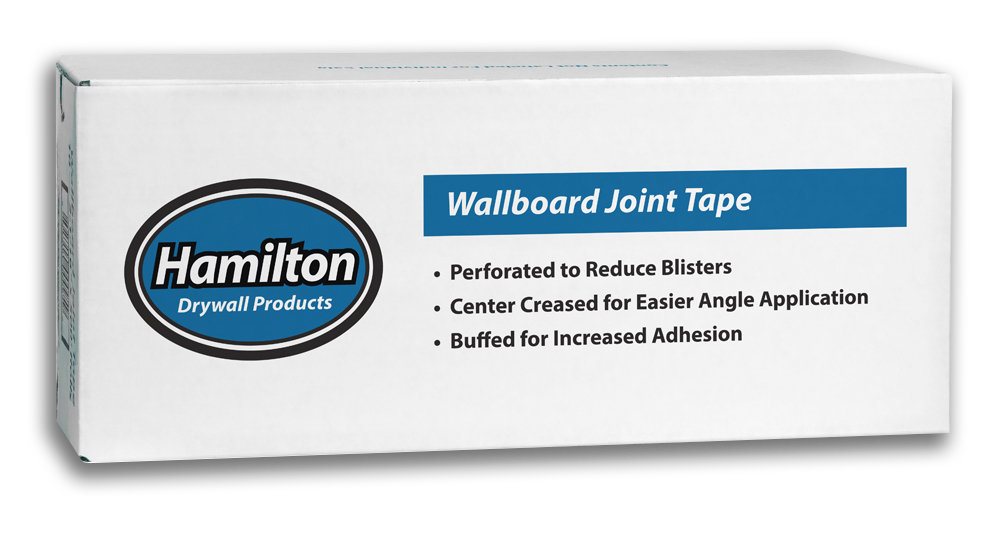 Hamilton
Drywall Products
Wallboard Joint Tape
• Perforated to Reduce Blisters
• Center Creased for Easier Angle Application
• Buffed for Increased Adhesion